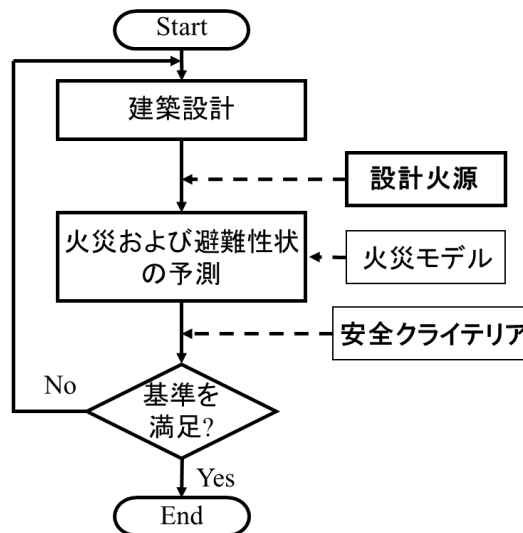 Start
建築設計
設計火源
火災および避難性状
の予測
火災モデル
安全クライテリア
No
基準を
満足?
Yes
End